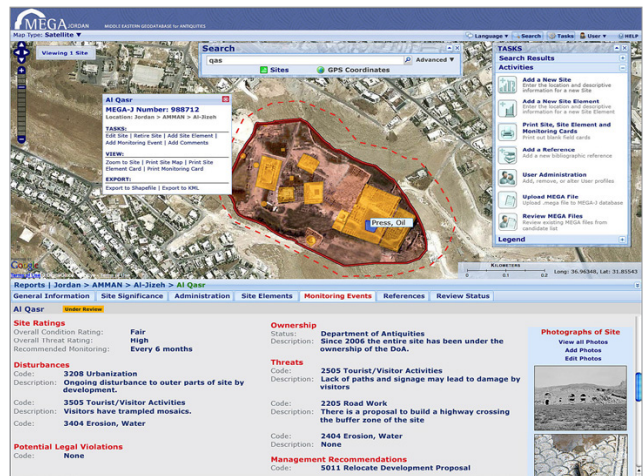 MEGA JORDAN MIDDLE EASTERN GEODATABASE for ANTIQUITIES
Map Type: Satellite ▼
Language ▼ Search Tasks User ▼ HELP
Viewing 1 Site
Search
qas
Advanced ▼
Sites GPS Coordinates
Al Qasr
MEGA-J Number: 988712
Location: Jordan > AMMAN > Al-Jizeh
TASKS:
Edit Site | Retire Site | Add Site Element |
Add Monitoring Event | Add Comments
VIEW:
Zoom to Site | Print Site Map | Print Site
Element Card | Print Monitoring Card
EXPORT:
Export to Shapefile | Export to KML
Press, Oil
TASKS
Search Results
Activities
Add a New Site
Enter the location and descriptive
information for a new Site
Add a New Site Element
Enter the location and descriptive
information for a new Site Element
Print Site, Site Element and
Monitoring Cards
Print out blank field cards
Add a Reference
Add a new bibliographic reference
User Administration
Add, remove, or alter User profiles
Upload MEGA File
Upload .mega file to MEGA-J database
Review MEGA Files
Review existing MEGA files from
candidate list
Legend
Google
KILOMETERS
0 0.1 0.2 0.5
Long: 36.96348, Lat: 31.85543
Reports | Jordan > AMMAN > Al-Jizeh > Al Qasr
General Information Site Significance Administration Site Elements Monitoring Events References Review Status
Al Qasr Under Review
Site Ratings
Overall Condition Rating: Fair
Overall Threat Rating: High
Recommended Monitoring: Every 6 months
Disturbances
Code: 3208 Urbanization
Description: Ongoing disturbance to outer parts of site by
development.
Code: 3505 Tourist/Visitor Activities
Description: Visitors have trampled mosaics.
Code: 3404 Erosion, Water
Potential Legal Violations
Code: None
Ownership
Status: Department of Antiquities
Description: Since 2006 the entire site has been under the
ownership of the DoA.
Threats
Code: 2505 Tourist/Visitor Activities
Description: Lack of paths and signage may lead to damage by
visitors
Code: 2205 Road Work
Description: There is a proposal to build a highway crossing
the buffer zone of the site
Code: 2404 Erosion, Water
Description: None
Management Recommendations
Code: 5011 Relocate Development Proposal
Photographs of Site
View all Photos
Add Photos
Edit Photos